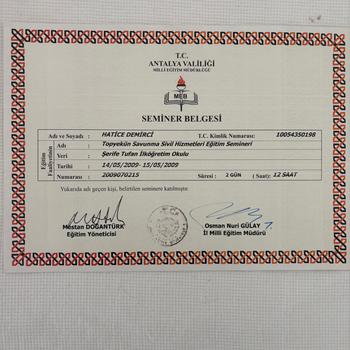 T.C.
ANTALYA VALİLİĞİ
MİLLİ EĞİTİM MÜDÜRLÜĞÜ
MEB
SEMİNER BELGESİ
Adı ve Soyadı : HATİCE DEMİRCİ T.C. Kimlik Numarası: 10054350198
Eğitim Faaliyetinin
Adı : Topyekün Savunma Sivil Hizmetleri Eğitim Semineri
Yeri : Şerife Tufan İlköğretim Okulu
Tarihi : 14/05/2009- 15/05/2009
Numarası : 2009070215 Süresi : 2 GÜN ( Saat): 12 SAAT
Yukarıda adı geçen kişi, belirtilen seminere katılmıştır.
Mestan DOĞANTÜRK
Eğitim Yöneticisi
Osman Nuri GÜLAY
İl Milli Eğitim Müdürü